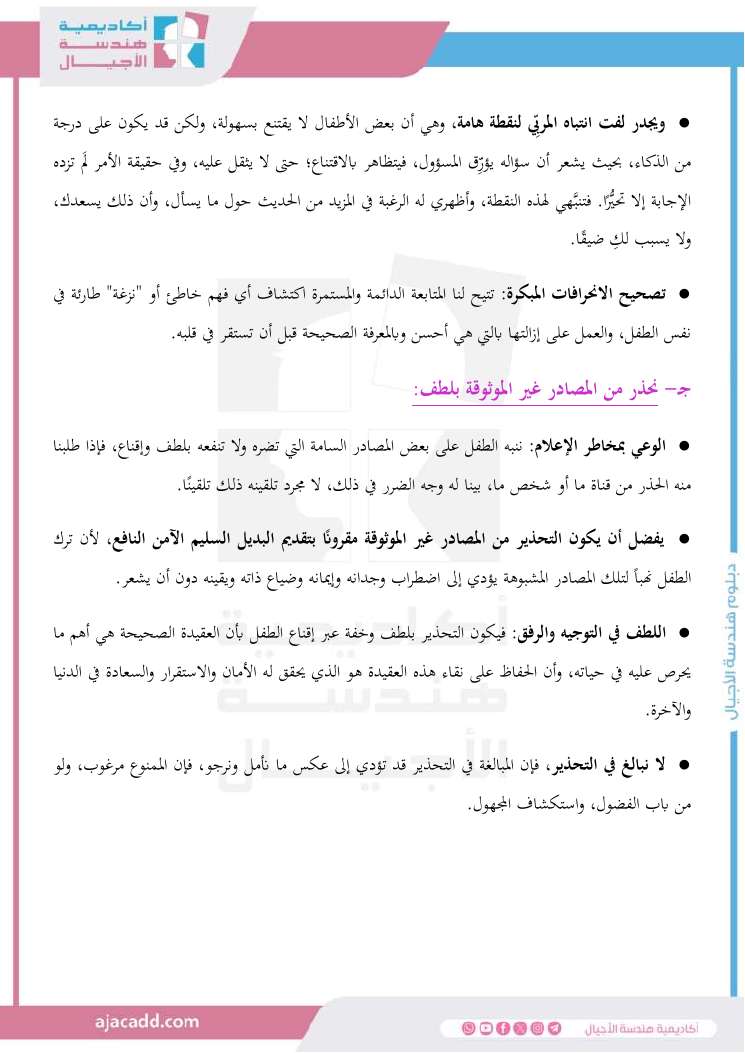 أكاديمية
هندسة
الأجيال
● ويجدر لفت انتباه المربِّي لنقطة هامة، وهي أن بعض الأطفال لا يقتنع بسهولة، ولكن قد يكون على درجة
من الذكاء، بحيث يشعر أن سؤاله يؤرّق المسؤول، فيتظاهر بالاقتناع؛ حتى لا يثقل عليه، وفي حقيقة الأمر لَم تزده
الإجابة إلا تحيُّرًا. فتنبَّهي لهذه النقطة، وأظهري له الرغبة في المزيد من الحديث حول ما يسأل، وأن ذلك يسعدك،
ولا يسبب لكِ ضيقًا.
● تصحيح الانحرافات المبكرة: تتيح لنا المتابعة الدائمة والمستمرة اكتشاف أي فهم خاطئ أو "نزغة" طارئة في
نفس الطفل، والعمل على إزالتها بالتي هي أحسن وبالمعرفة الصحيحة قبل أن تستقر في قلبه.
جـ- نحذر من المصادر غير الموثوقة بلطف:
● الوعي بمخاطر الإعلام: ننبه الطفل على بعض المصادر السامة التي تضره ولا تنفعه بلطف وإقناع، فإذا طلبنا
منه الحذر من قناة ما أو شخص ما، بينا له وجه الضرر في ذلك، لا مجرد تلقينه ذلك تلقينًا.
● يفضل أن يكون التحذير من المصادر غير الموثوقة مقرونًا بتقديم البديل السليم الآمن النافع، لأن ترك
الطفل نهباً لتلك المصادر المشبوهة يؤدي إلى اضطراب وجدانه وإيمانه وضياع ذاته ويقينه دون أن يشعر.
● اللطف في التوجيه والرفق: فيكون التحذير بلطف وخفة عبر إقناع الطفل بأن العقيدة الصحيحة هي أهم ما
يحرص عليه في حياته، وأن الحفاظ على نقاء هذه العقيدة هو الذي يحقق له الأمان والاستقرار والسعادة في الدنيا
والآخرة.
● لا نبالغ في التحذير، فإن المبالغة في التحذير قد تؤدي إلى عكس ما نأمل ونرجو، فإن الممنوع مرغوب، ولو
من باب الفضول، واستكشاف المجهول.
أكاديمية
هندسة
الأجيال
دبلوم هندسة الأجيال
أكاديمية هندسة الأجيال
ajacadd.com